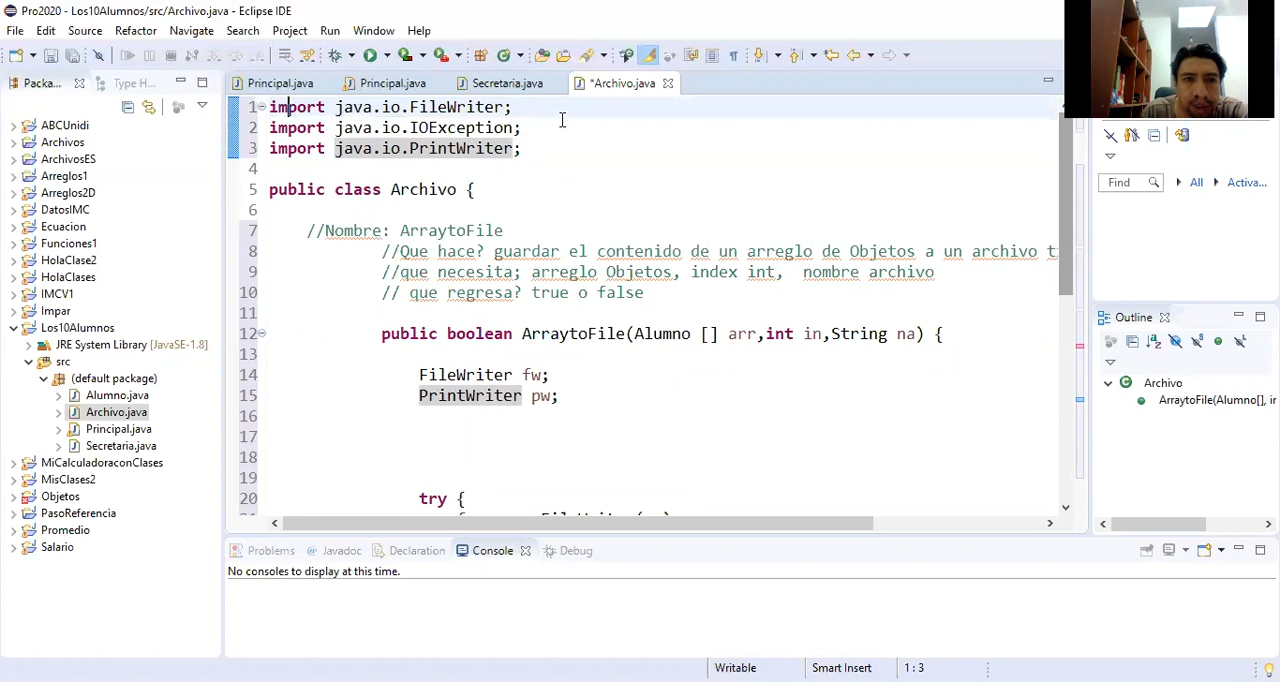 Pro2020 - Los10Alumnos/src/Archivo.java - Eclipse IDE
File Edit Source Refactor Navigate Search Project Run Window Help
Packa... Type H...
Principal.java Principal.java Secretaria.java *Archivo.java
ABCUnidi
Archivos
ArchivosES
Arreglos1
Arreglos2D
DatosIMC
Ecuacion
Funciones1
HolaClase2
HolaClases
IMCV1
Impar
Los10Alumnos
JRE System Library [JavaSE-1.8]
src
(default package)
Alumno.java
Archivo.java
Principal.java
Secretaria.java
MiCalculadoraconClases
MisClases2
Objetos
PasoReferencia
Promedio
Salario
1 import java.io.FileWriter;
2 import java.io.IOException;
3 import java.io.PrintWriter;
4
5 public class Archivo {
6
7 //Nombre: ArraytoFile
8 //Que hace? guardar el contenido de un arreglo de Objetos a un archivo
9 //que necesita; arreglo Objetos, index int, nombre archivo
10 // que regresa? true o false
11
12 public boolean ArraytoFile(Alumno [] arr,int in,String na) {
13
14 FileWriter fw;
15 PrintWriter pw;
16
17
18
19
20 try {
Find All Activa...
Outline
Archivo
ArraytoFile(Alumno[], ir
Problems Javadoc Declaration Console Debug
No consoles to display at this time.
Writable Smart Insert 1 : 3